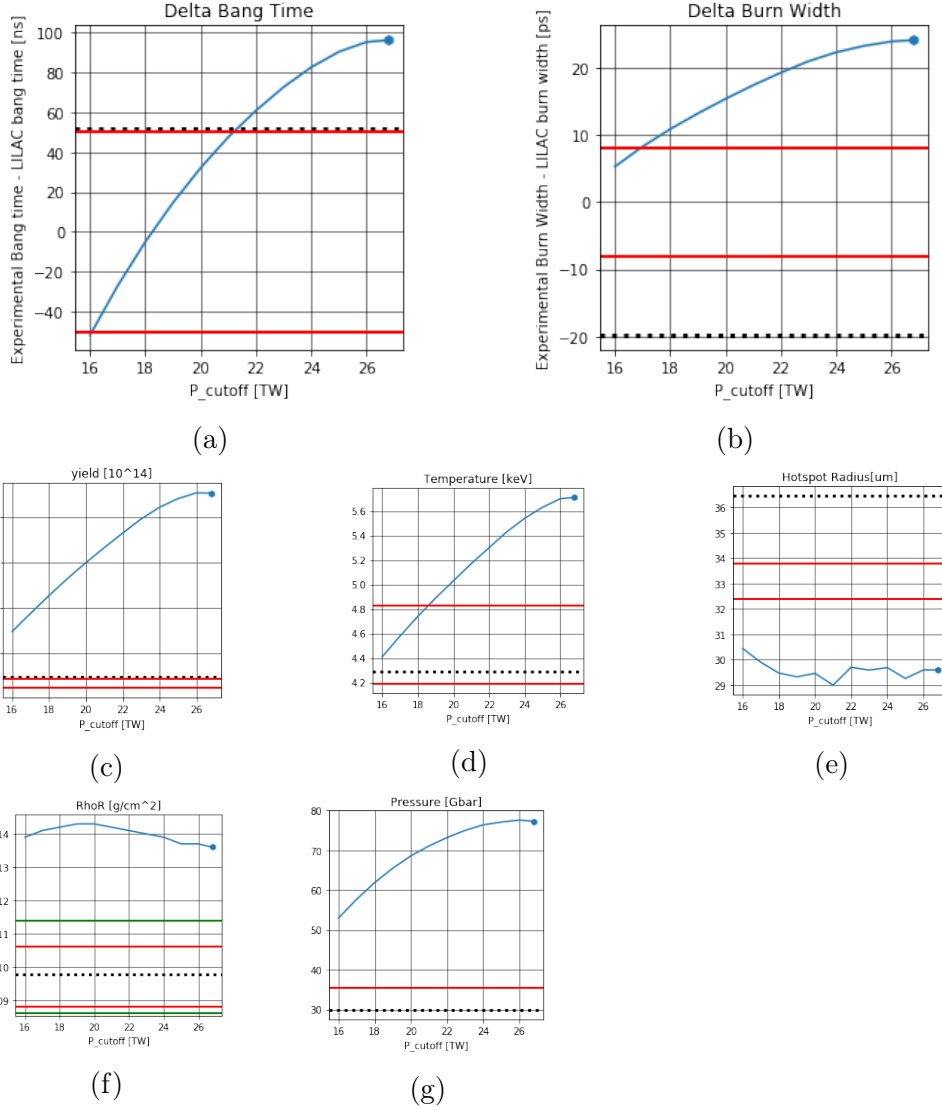 Delta Bang Time
Experimental Bang time - LILAC bang time [ns]
100
80
60
40
20
0
−20
−40
16 18 20 22 24 26
P_cutoff [TW]
(a)
Delta Burn Width
Experimental Burn Width - LILAC burn width [ps]
20
10
0
−10
−20
16 18 20 22 24 26
P_cutoff [TW]
(b)
yield [10^14]
16 18 20 22 24 26
P_cutoff [TW]
(c)
Temperature [keV]
5.6
5.4
5.2
5.0
4.8
4.6
4.4
4.2
16 18 20 22 24 26
P_cutoff [TW]
(d)
Hotspot Radius[um]
36
35
34
33
32
31
30
29
16 18 20 22 24 26
P_cutoff [TW]
(e)
RhoR [g/cm^2]
14
13
12
11
10
09
16 18 20 22 24 26
P_cutoff [TW]
(f)
Pressure [Gbar]
80
70
60
50
40
30
16 18 20 22 24 26
P_cutoff [TW]
(g)